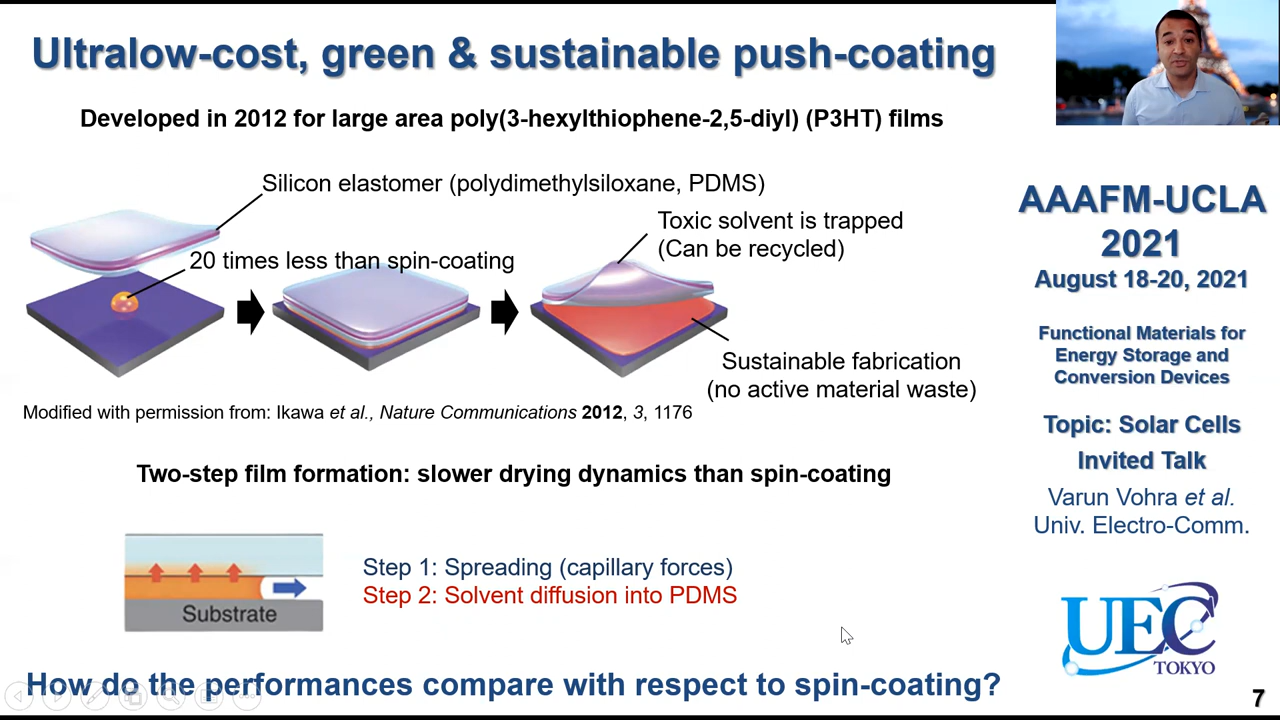 Ultralow-cost, green & sustainable push-coating
Developed in 2012 for large area poly(3-hexylthiophene-2,5-diyl) (P3HT) films
Silicon elastomer (polydimethylsiloxane, PDMS)
20 times less than spin-coating
Toxic solvent is trapped
(Can be recycled)
Sustainable fabrication
(no active material waste)
Modified with permission from: Ikawa et al., Nature Communications 2012, 3, 1176
Two-step film formation: slower drying dynamics than spin-coating
Substrate
Step 1: Spreading (capillary forces)
Step 2: Solvent diffusion into PDMS
How do the performances compare with respect to spin-coating?
AAAFM-UCLA
2021
August 18-20, 2021
Functional Materials for
Energy Storage and
Conversion Devices
Topic: Solar Cells
Invited Talk
Varun Vohra et al.
Univ. Electro-Comm.
UEC
TOKYO
7